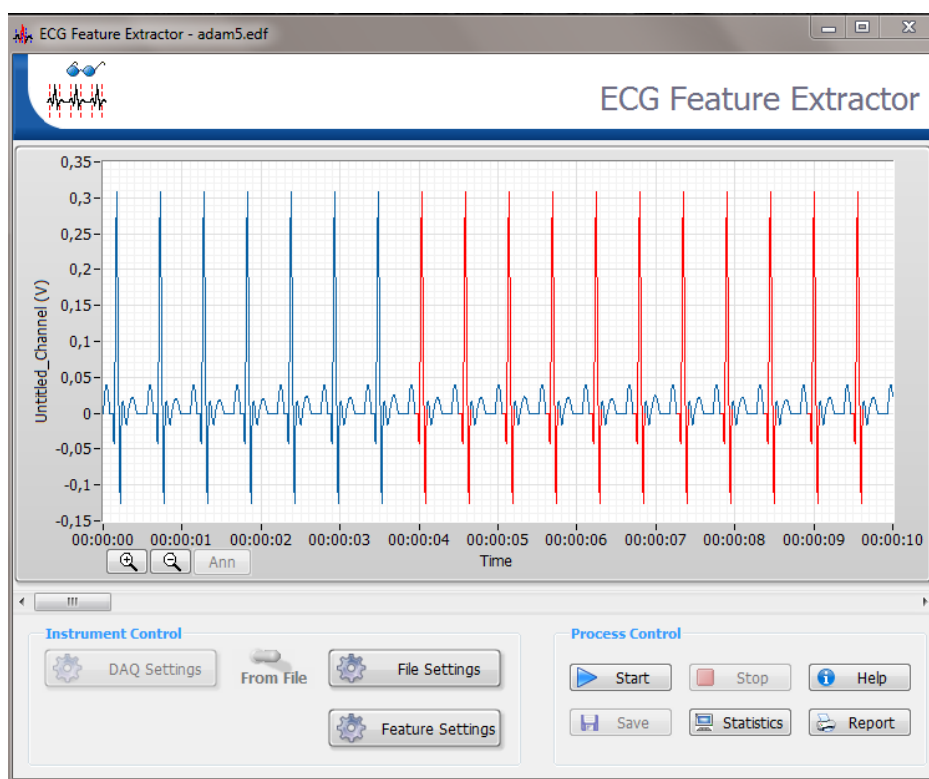 ECG Feature Extractor - adam5.edf
ECG Feature Extractor
0,35
0,3
0,25
0,2
0,15
0,1
0,05
0
-0,05
-0,1
-0,15
Untitled_Channel (V)
00:00:00 00:00:01 00:00:02 00:00:03 00:00:04 00:00:05 00:00:06 00:00:07 00:00:08 00:00:09 00:00:10
Time
Ann
Instrument Control
DAQ Settings
From File
File Settings
Feature Settings
Process Control
Start
Stop
Help
Save
Statistics
Report